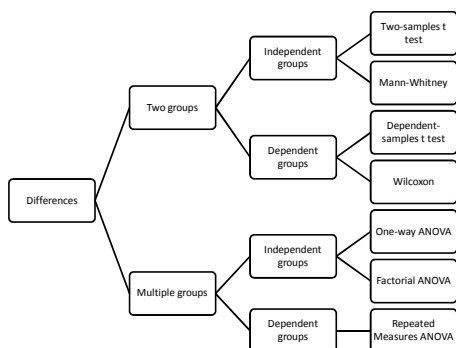 Two-samples t
test
Independent
groups
Mann-Whitney
Two groups
Dependent-
samples t test
Dependent
groups
Wilcoxon
Differences
One-way ANOVA
Independent
groups
Factorial ANOVA
Multiple groups
Dependent
groups
Repeated
Measures ANOVA